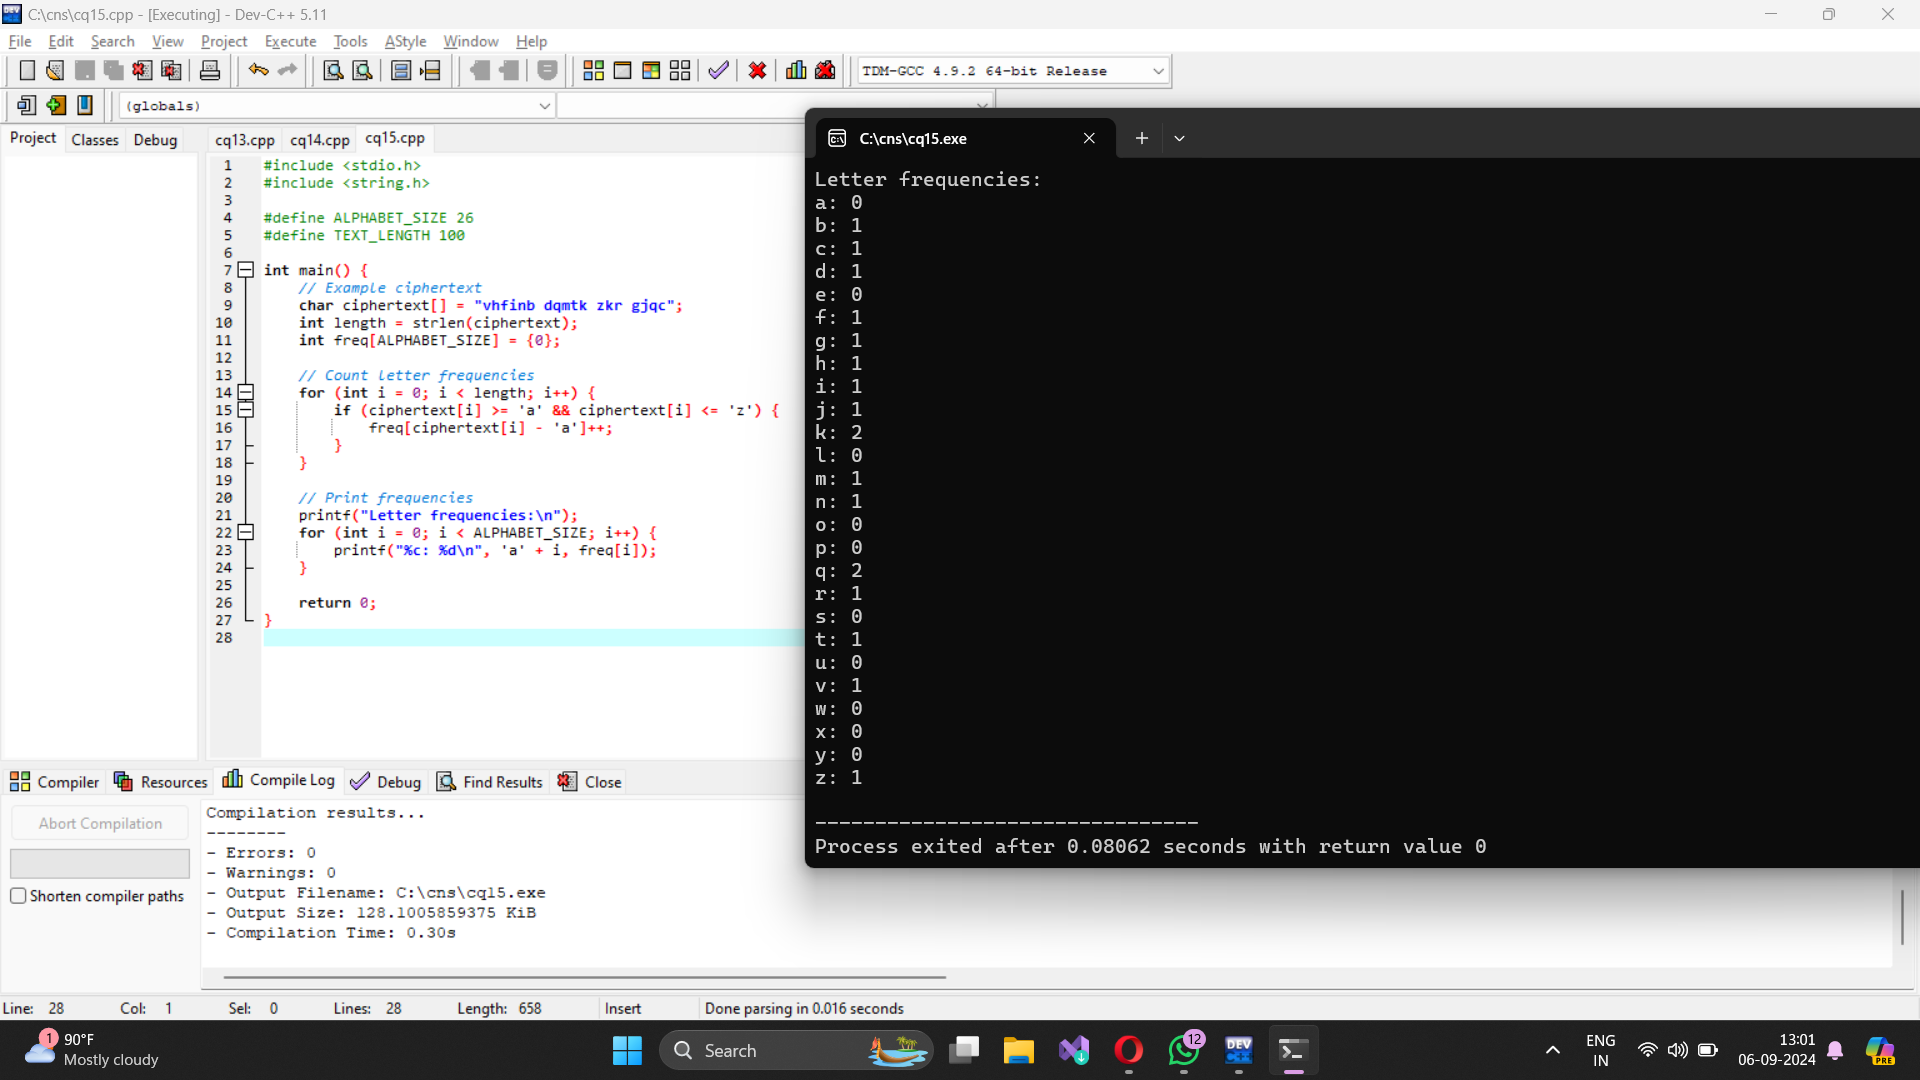 C:\cns\cq15.cpp - [Executing] - Dev-C++ 5.11
File Edit Search View Project Execute Tools AStyle Window Help
TDM-GCC 4.9.2 64-bit Release
(globals)
Project Classes Debug
cq13.cpp cq14.cpp cq15.cpp
1 #include <stdio.h>
2 #include <string.h>
3
4 #define ALPHABET_SIZE 26
5 #define TEXT_LENGTH 100
6
7 int main() {
8 // Example ciphertext
9 char ciphertext[] = "vhfinb dqmtk zkr gjqc";
10 int length = strlen(ciphertext);
11 int freq[ALPHABET_SIZE] = {0};
12
13 // Count letter frequencies
14 for (int i = 0; i < length; i++) {
15 if (ciphertext[i] >= 'a' && ciphertext[i] <= 'z') {
16 freq[ciphertext[i] - 'a']++;
17 }
18 }
19
20 // Print frequencies
21 printf("Letter frequencies:\n");
22 for (int i = 0; i < ALPHABET_SIZE; i++) {
23 printf("%c: %d\n", 'a' + i, freq[i]);
24 }
25
26 return 0;
27 }
28
C:\cns\cq15.exe
Letter frequencies:
a: 0
b: 1
c: 1
d: 1
e: 0
f: 1
g: 1
h: 1
i: 1
j: 1
k: 2
l: 0
m: 1
n: 1
o: 0
p: 0
q: 2
r: 1
s: 0
t: 1
u: 0
v: 1
w: 0
x: 0
y: 0
z: 1
--------------------------------
Process exited after 0.08062 seconds with return value 0
Compiler Resources Compile Log Debug Find Results Close
Abort Compilation
Shorten compiler paths
Compilation results...
--------
- Errors: 0
- Warnings: 0
- Output Filename: C:\cns\cq15.exe
- Output Size: 128.1005859375 KiB
- Compilation Time: 0.30s
Line: 28 Col: 1 Sel: 0 Lines: 28 Length: 658 Insert Done parsing in 0.016 seconds
1
90°F
Mostly cloudy
Search
12
DEV
C++
ENG
IN
13:01
06-09-2024
PRE